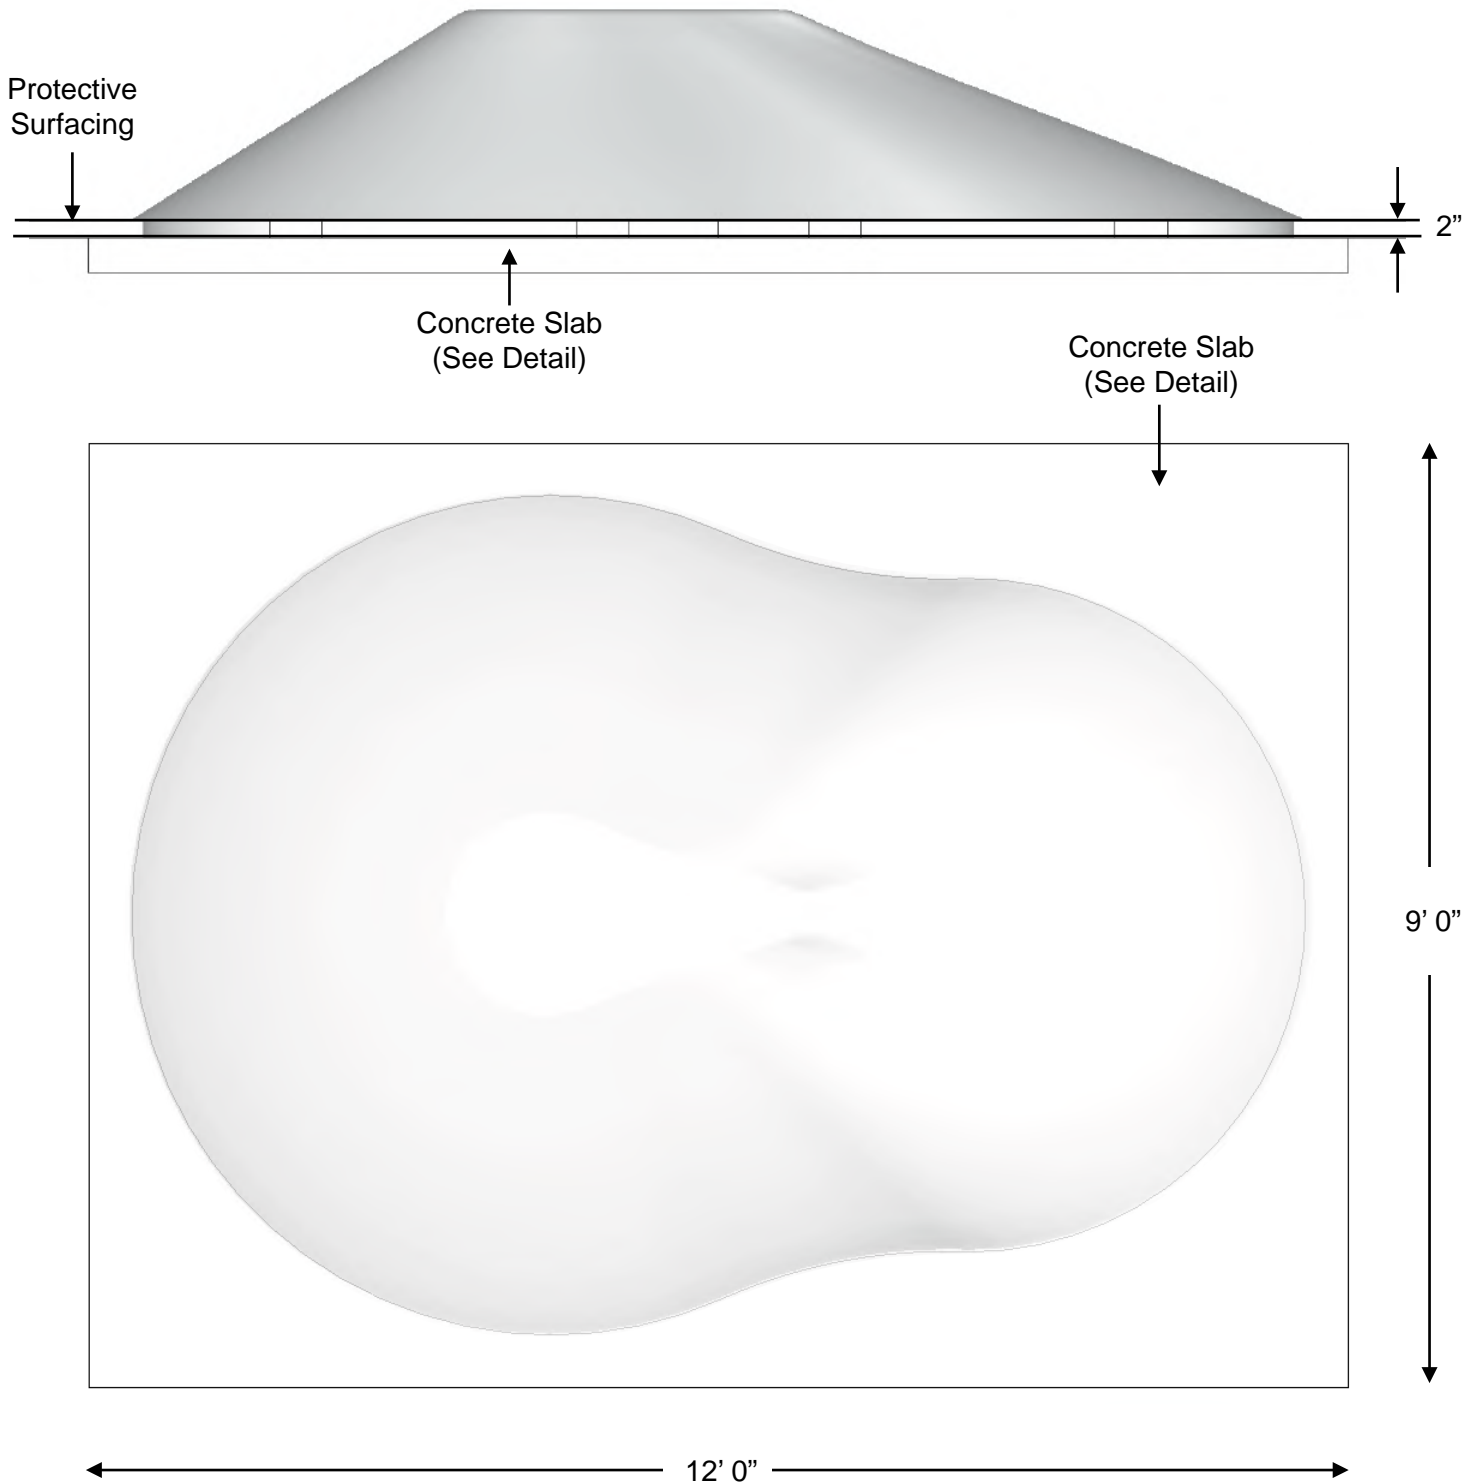 Protective
Surfacing
2”
Concrete Slab
(See Detail)
Concrete Slab
(See Detail)
9’ 0”
12’ 0”